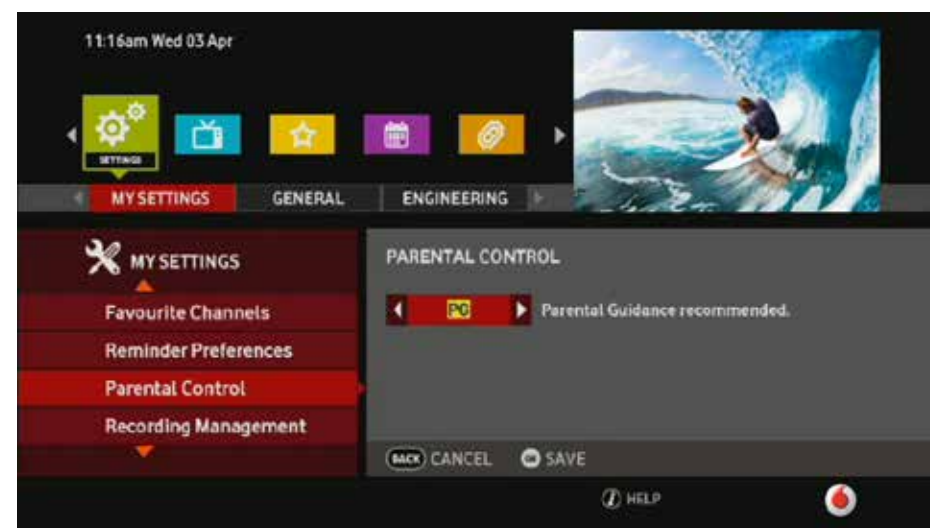 11:16am Wed 03 Apr
SETTINGS
MY SETTINGS GENERAL ENGINEERING
MY SETTINGS
Favourite Channels
Reminder Preferences
Parental Control
Recording Management
PARENTAL CONTROL
PG Parental Guidance recommended.
BACK CANCEL OK SAVE
i HELP